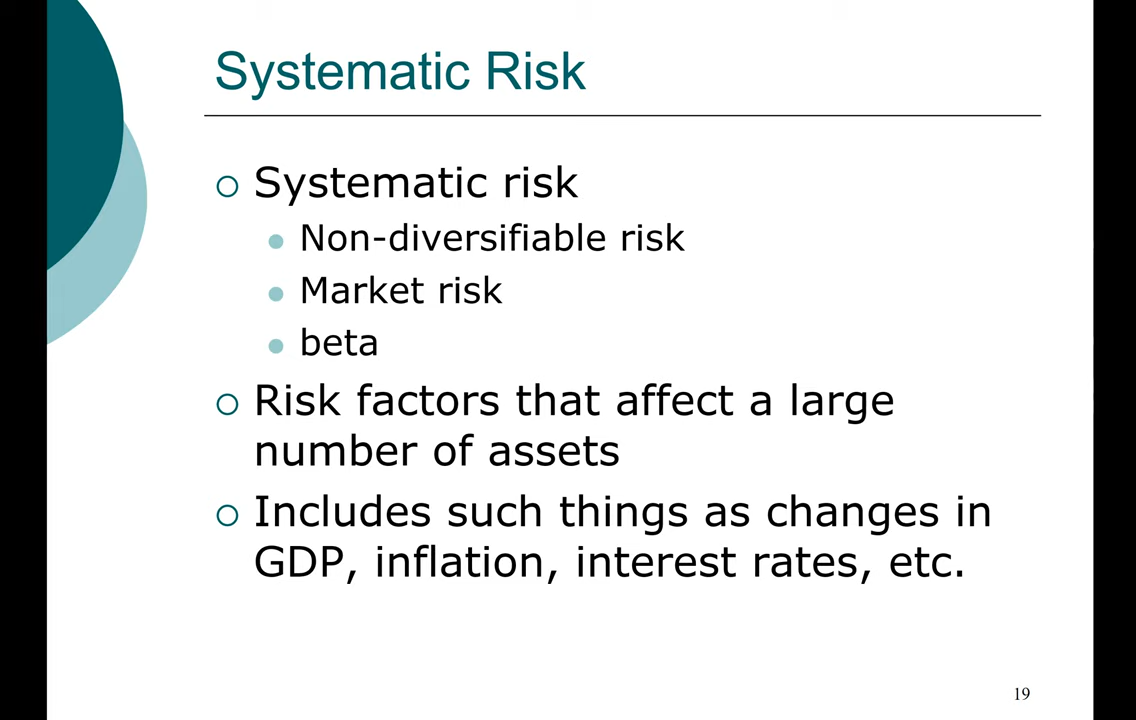 Systematic Risk
Systematic risk
Non-diversifiable risk
Market risk
beta
Risk factors that affect a large
number of assets
Includes such things as changes in
GDP, inflation, interest rates, etc.
19